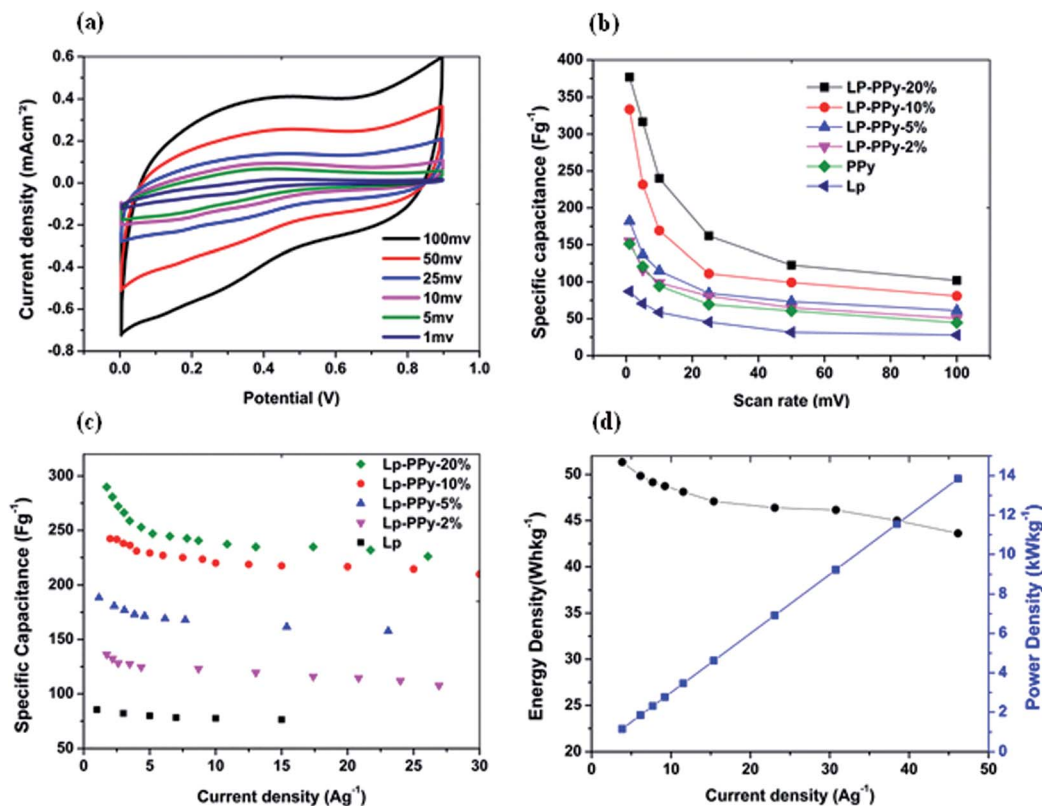 (a)
Current density (mAcm⁻²)
0.6
0.4
0.2
0.0
-0.2
-0.4
-0.6
-0.8
100mv
50mv
25mv
10mv
5mv
1mv
0.0 0.2 0.4 0.6 0.8 1.0
Potential (V)
(b)
Specific capacitance (Fg⁻¹)
400
350
300
250
200
150
100
50
0
LP-PPy-20%
LP-PPy-10%
LP-PPy-5%
LP-PPy-2%
PPy
Lp
0 20 40 60 80 100
Scan rate (mV)
(c)
Specific Capacitance (Fg⁻¹)
300
250
200
150
100
50
Lp-PPy-20%
Lp-PPy-10%
Lp-PPy-5%
Lp-PPy-2%
Lp
0 5 10 15 20 25 30
Current density (Ag⁻¹)
(d)
Energy Density(Whkg⁻¹)
50
45
40
35
30
25
20
14
12
10
8
6
4
2
0
Power Density (kWkg⁻¹)
0 10 20 30 40 50
Current density (Ag⁻¹)